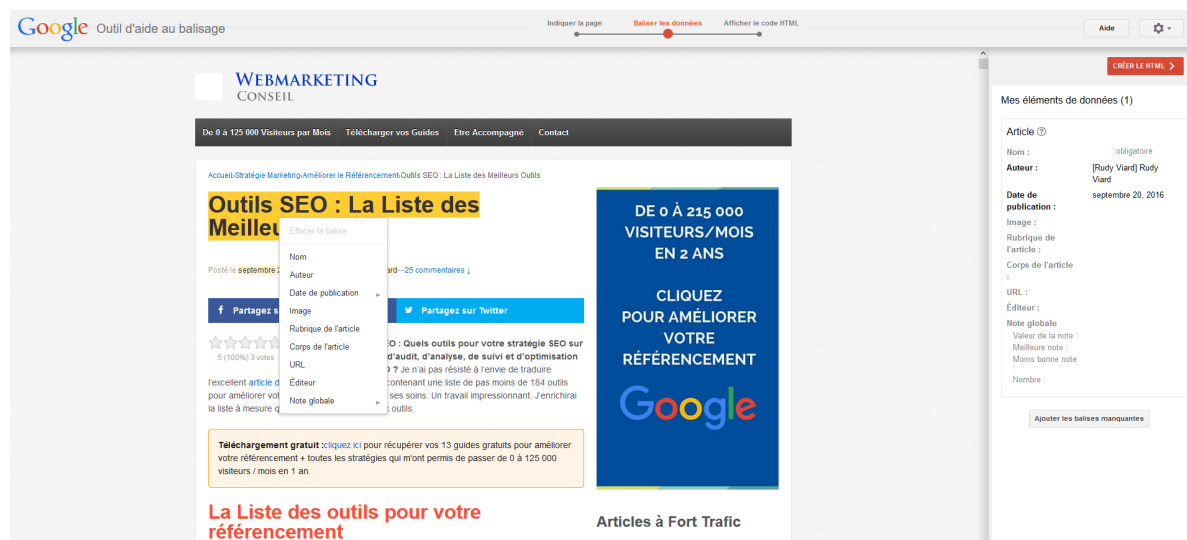 Google Outil d'aide au balisage
Indiquer la page Baliser les données Afficher le code HTML
Aide
WEBMARKETING
CONSEIL
De 0 à 125 000 Visiteurs par Mois Télécharger vos Guides Etre Accompagné Contact
Accueil›Stratégie Marketing›Améliorer le Référencement›Outils SEO : La Liste des Meilleurs Outils
Outils SEO : La Liste des
Meilleu
Posté le septembre 2
ard—25 commentaires ↓
Partagez s
Partagez sur Twitter
5 (100%) 3 votes
EO : Quels outils pour votre stratégie SEO sur
d'audit, d'analyse, de suivi et d'optimisation
? Je n'ai pas résisté à l'envie de traduire
l'excellent article d
contenant une liste de pas moins de 184 outils
pour améliorer vot
ses soins. Un travail impressionnant. J'enrichirai
la liste à mesure q
outils.
Effacer la balise
Nom
Auteur
Date de publication
Image
Rubrique de l'article
Corps de l'article
URL
Éditeur
Note globale
Téléchargement gratuit :cliquez ici pour récupérer vos 13 guides gratuits pour améliorer
votre référencement + toutes les stratégies qui m'ont permis de passer de 0 à 125 000
visiteurs / mois en 1 an.
La Liste des outils pour votre
référencement
DE 0 À 215 000
VISITEURS/MOIS
EN 2 ANS
CLIQUEZ
POUR AMÉLIORER
VOTRE
RÉFÉRENCEMENT
Google
Articles à Fort Trafic
CRÉER LE HTML
Mes éléments de données (1)
Article
Nom : obligatoire
Auteur : [Rudy Viard] Rudy
Viard
Date de septembre 20, 2016
publication :
Image :
Rubrique de
l'article :
Corps de l'article
:
URL :
Éditeur :
Note globale
Valeur de la note :
Meilleure note :
Moins bonne note
:
Nombre :
Ajouter les balises manquantes